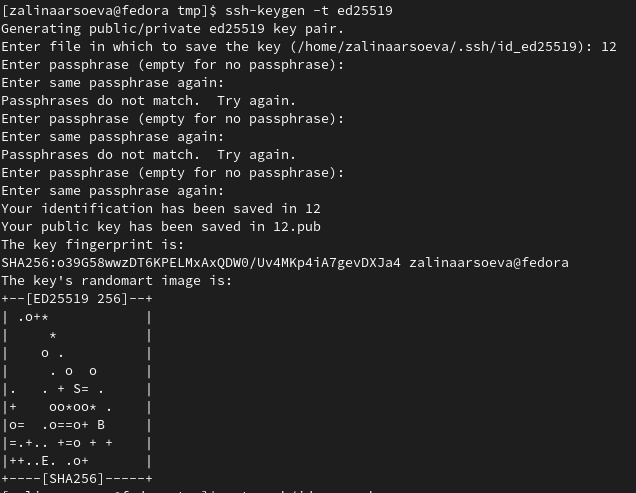 [zalinaarsoeva@fedora tmp]$ ssh-keygen -t ed25519
Generating public/private ed25519 key pair.
Enter file in which to save the key (/home/zalinaarsoeva/.ssh/id_ed25519): 12
Enter passphrase (empty for no passphrase):
Enter same passphrase again:
Passphrases do not match.  Try again.
Enter passphrase (empty for no passphrase):
Enter same passphrase again:
Passphrases do not match.  Try again.
Enter passphrase (empty for no passphrase):
Enter same passphrase again:
Your identification has been saved in 12
Your public key has been saved in 12.pub
The key fingerprint is:
SHA256:o39G58wwzDT6KPELMxAxQDW0/Uv4MKp4iA7gevDXJa4 zalinaarsoeva@fedora
The key's randomart image is:
+--[ED25519 256]--+
| .o+*            |
|     *           |
|    o .          |
|     . o  o      |
|.   . + S= .     |
|+    oo*oo* .    |
|o=  .o==o+ B     |
|=.+.. +=o + +    |
|++..E. .o+       |
+----[SHA256]-----+